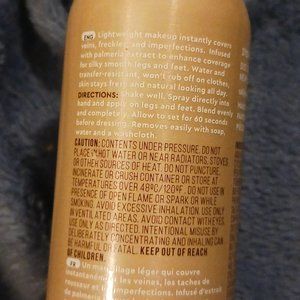 ENG Lightweight makeup instantly covers
veins, freckles, and imperfections. Infused
with palmeria extract to enhance coverage
for silky smooth legs and feet. Water and
transfer-resistant, won't rub off on clothes,
skin stays fresh and natural looking all day.
DIRECTIONS: Shake well. Spray directly into
hand and apply on legs and feet. Blend evenly
and completely. Allow to set for 60 seconds
before dressing. Removes easily with soap,
water and a washcloth.
CAUTION: CONTENTS UNDER PRESSURE. DO NOT
PLACE IN HOT WATER OR NEAR RADIATORS, STOVES
OR OTHER SOURCES OF HEAT. DO NOT PUNCTURE,
INCINERATE OR CRUSH CONTAINER OR STORE AT
TEMPERATURES OVER 48°C/120°F. DO NOT USE IN
PRESENCE OF OPEN FLAME OR SPARK OR WHILE
SMOKING. AVOID EXCESSIVE INHALATION. USE ONLY
IN VENTILATED AREAS. AVOID CONTACT WITH EYES.
USE ONLY AS DIRECTED. INTENTIONAL MISUSE BY
DELIBERATELY CONCENTRATING AND INHALING CAN
BE HARMFUL OR FATAL. KEEP OUT OF REACH
OF CHILDREN.
FR Un maquillage léger qui couvre
instantanément les veines, les taches de
rousseur et les imperfections. Infusé